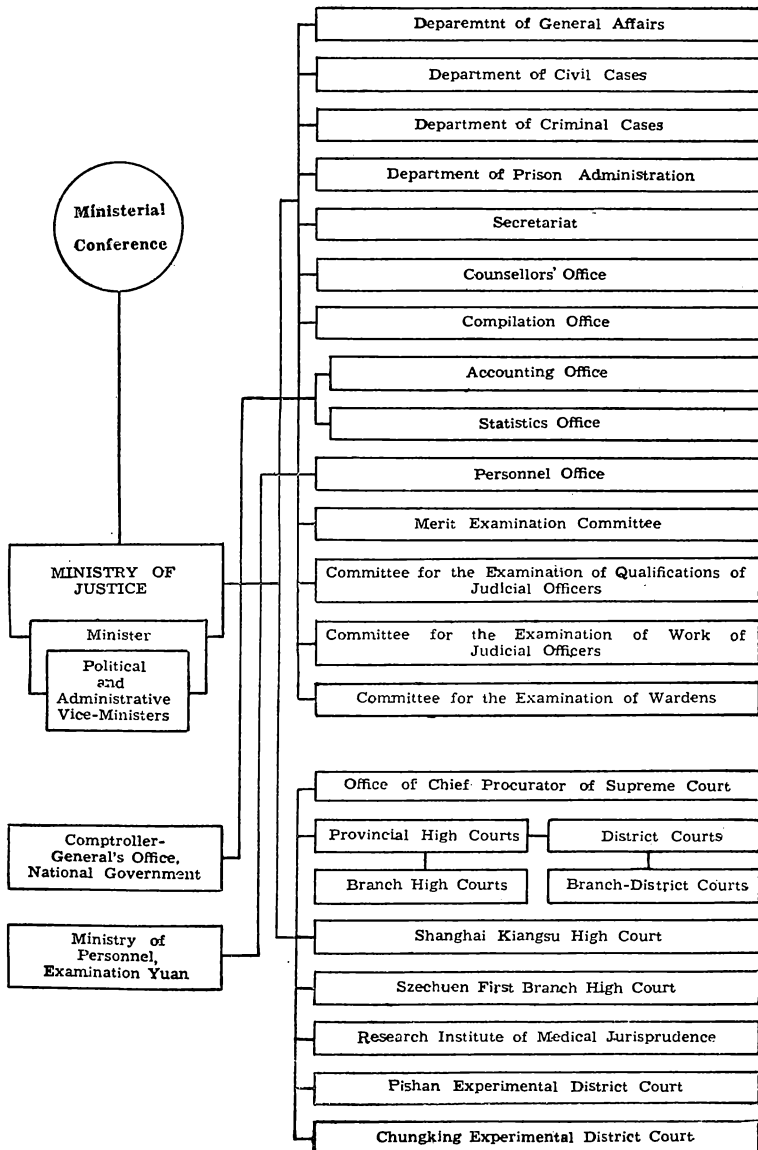 Deparemtnt of General Affairs
Department of Civil Cases
Department of Criminal Cases
Department of Prison Administration
Ministerial
Conference
Secretariat
Counsellors' Office
Compilation Office
Accounting Office
Statistics Office
Personnel Office
Merit Examination Committee
MINISTRY OF
JUSTICE
Minister
Political
and
Administrative
Vice-Ministers
Committee for the Examination of Qualifications of
Judicial Officers
Committee for the Examination of Work of
Judicial Officers
Committee for the Examination of Wardens
Office of Chief Procurator of Supreme Court
Comptroller-
General's Office,
National Government
Provincial High Courts
District Courts
Branch High Courts
Branch-District Courts
Ministry of
Personnel,
Examination Yuan
Shanghai Kiangsu High Court
Szechuen First Branch High Court
Research Institute of Medical Jurisprudence
Pishan Experimental District Court
Chungking Experimental District Court